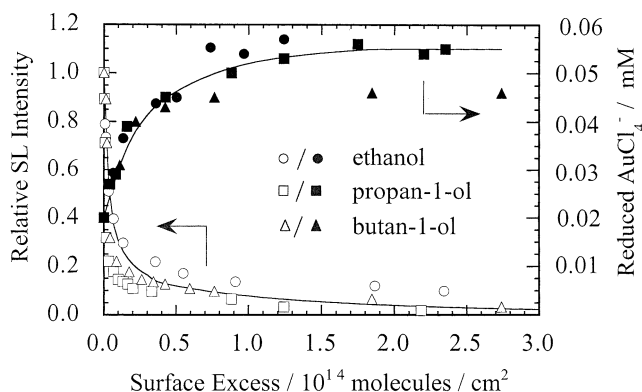 1.2
1.0
0.8
0.6
0.4
0.2
0.0
Relative SL Intensity
0.06
0.05
0.04
0.03
0.02
0.01
Reduced AuCl4- / mM
/ ethanol
/ propan-1-ol
/ butan-1-ol
0.0 0.5 1.0 1.5 2.0 2.5 3.0
Surface Excess / 10^14 molecules / cm^2